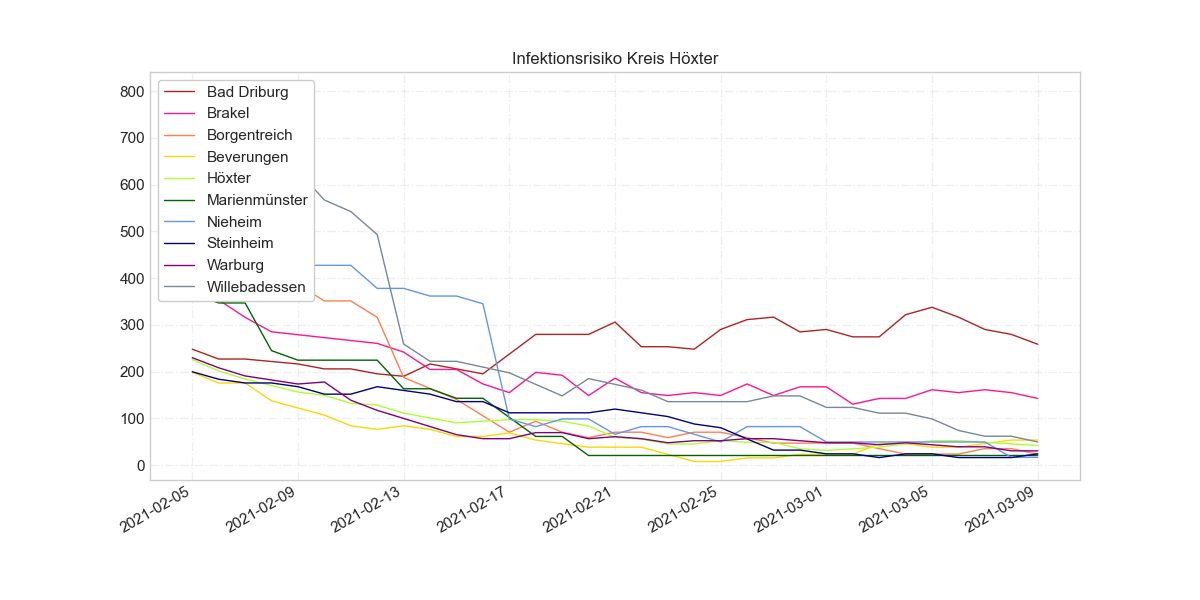 Infektionsrisiko Kreis Höxter
800
700
600
500
400
300
200
100
0
Bad Driburg
Brakel
Borgentreich
Beverungen
Höxter
Marienmünster
Nieheim
Steinheim
Warburg
Willebadessen
2021-02-05
2021-02-09
2021-02-13
2021-02-17
2021-02-21
2021-02-25
2021-03-01
2021-03-05
2021-03-09